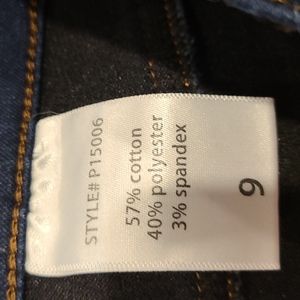 STYLE# P15006
57% cotton
40% polyester
3% spandex
9